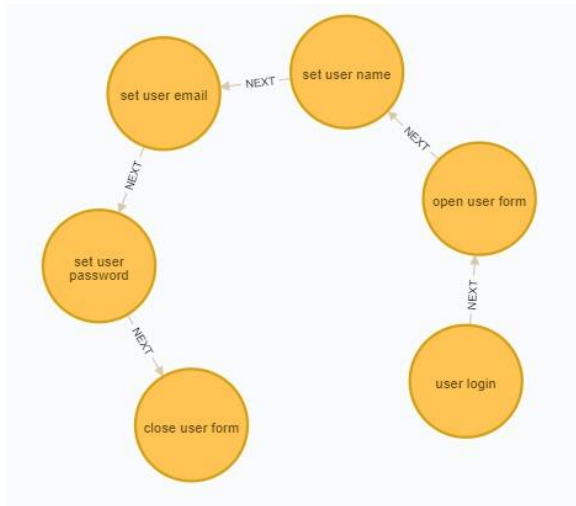 set user name
NEXT
set user email
NEXT
NEXT
open user form
NEXT
set user
password
NEXT
user login
close user form